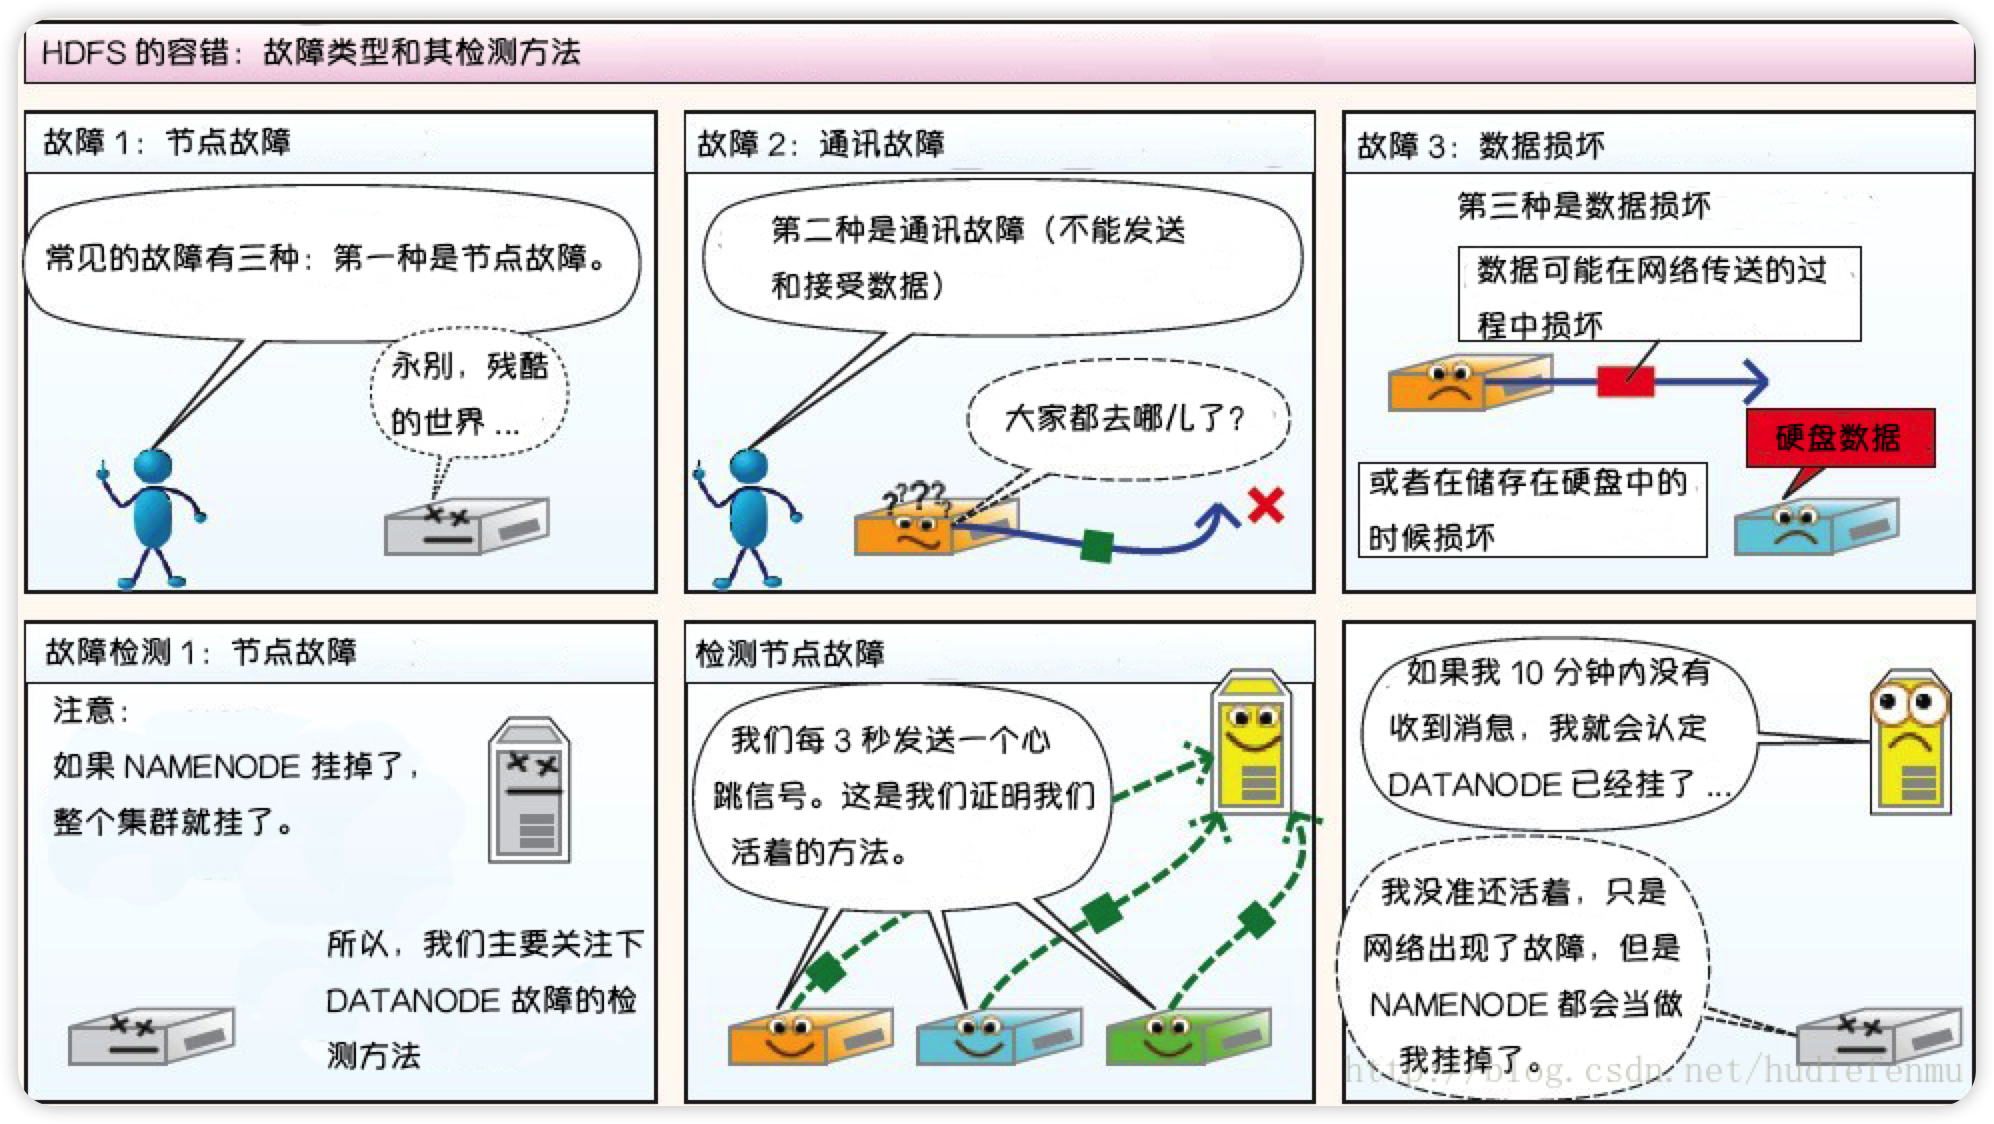 HDFS 的容错：故障类型和其检测方法
故障 1：节点故障
常见的故障有三种：第一种是节点故障。
永别，残酷
的世界 ...
故障 2：通讯故障
第二种是通讯故障（不能发送
和接受数据）
大家都去哪儿了？
????
?
故障 3：数据损坏
第三种是数据损坏
数据可能在网络传送的过
程中损坏
硬盘数据
或者在储存在硬盘中的
时候损坏
故障检测 1：节点故障
注意：
如果 NAMENODE 挂掉了，
整个集群就挂了。
所以，我们主要关注下
DATANODE 故障的检
测方法
检测节点故障
我们每 3 秒发送一个心
跳信号。这是我们证明我们
活着的方法。
如果我 10 分钟内没有
收到消息，我就会认定
DATANODE 已经挂了 ...
我没准还活着，只是
网络出现了故障，但是
NAMENODE 都会当做
我挂掉了。
http://blog.csdn.net/hudiefenmu